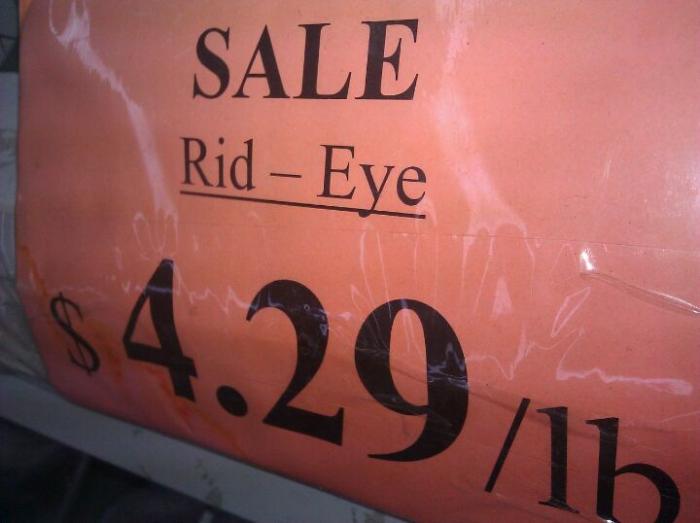 SALE
Rid – Eye
$ 4.29/lb